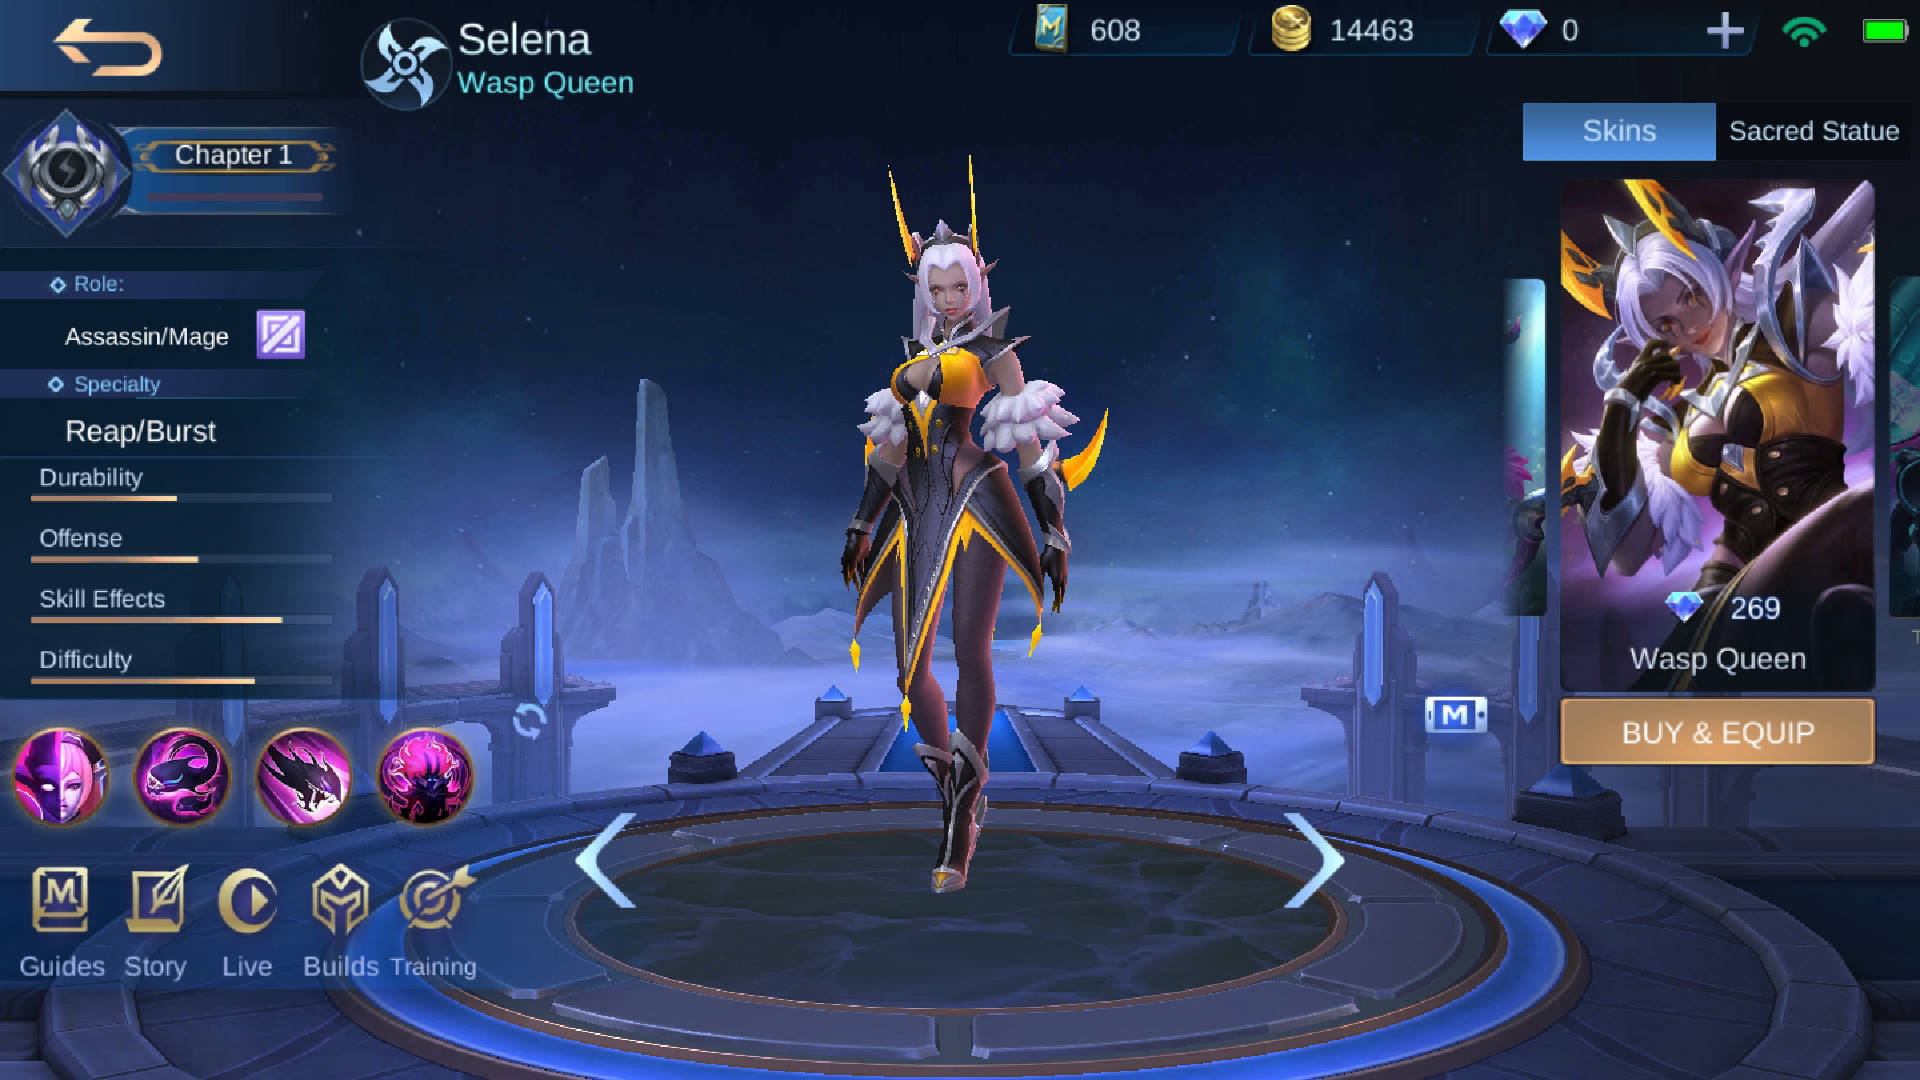 Selena
Wasp Queen
608
14463
0
Chapter 1
Skins
Sacred Statue
Role:
Assassin/Mage
Specialty
Reap/Burst
Durability
Offense
Skill Effects
Difficulty
269
Wasp Queen
M
BUY & EQUIP
Guides
Story
Live
Builds
Training